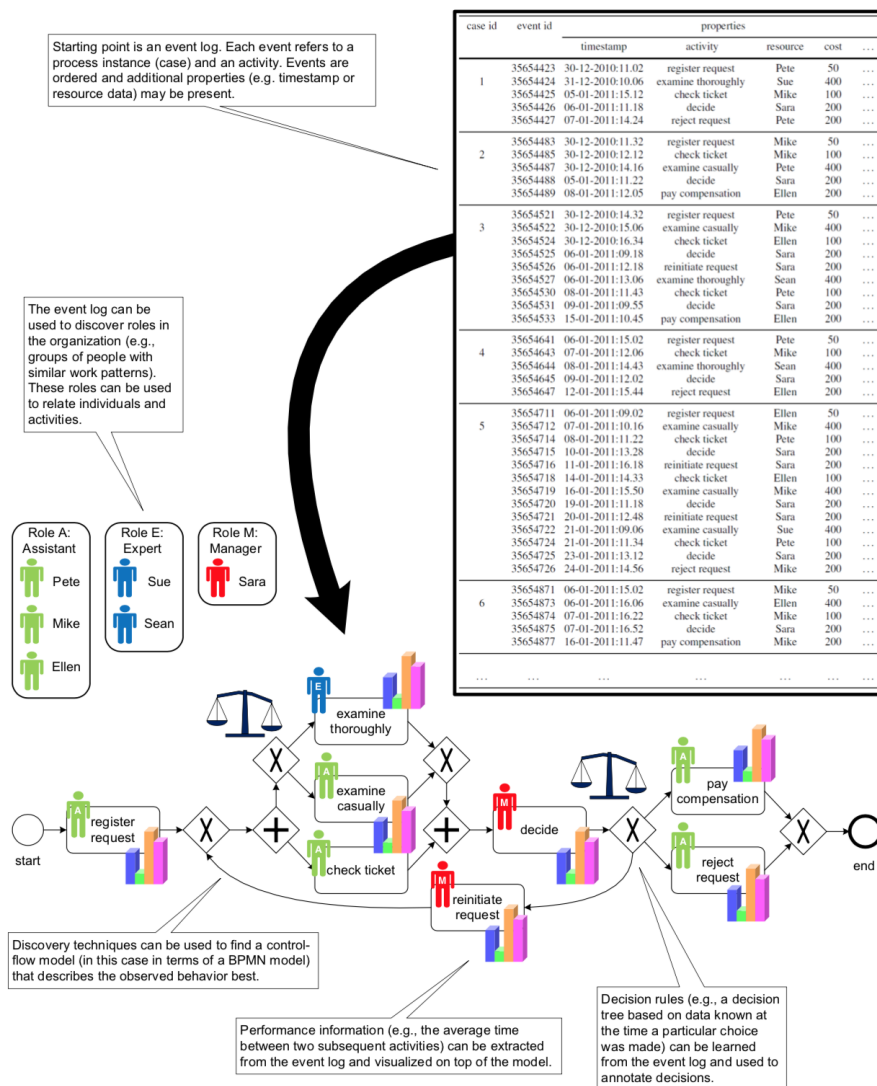 Starting point is an event log. Each event refers to a
process instance (case) and an activity. Events are
ordered and additional properties (e.g. timestamp or
resource data) may be present.
case id event id properties
timestamp activity resource cost ...
35654423 30-12-2010:11.02 register request Pete 50 ...
1 35654424 31-12-2010:10.06 examine thoroughly Sue 400 ...
35654425 05-01-2011:15.12 check ticket Mike 100 ...
35654426 06-01-2011:11.18 decide Sara 200 ...
35654427 07-01-2011:14.24 reject request Pete 200 ...
35654483 30-12-2010:11.32 register request Mike 50 ...
2 35654485 30-12-2010:12.12 check ticket Mike 100 ...
35654487 30-12-2010:14.16 examine casually Pete 400 ...
35654488 05-01-2011:11.22 decide Sara 200 ...
35654489 08-01-2011:12.05 pay compensation Ellen 200 ...
35654521 30-12-2010:14.32 register request Pete 50 ...
3 35654522 30-12-2010:15.06 examine casually Mike 400 ...
35654524 30-12-2010:16.34 check ticket Ellen 100 ...
35654525 06-01-2011:09.18 decide Sara 200 ...
35654526 06-01-2011:12.18 reinitiate request Sara 200 ...
35654527 06-01-2011:13.06 examine thoroughly Sean 400 ...
35654530 08-01-2011:11.43 check ticket Pete 100 ...
35654531 09-01-2011:09.55 decide Sara 200 ...
35654533 15-01-2011:10.45 pay compensation Ellen 200 ...
35654641 06-01-2011:15.02 register request Pete 50 ...
4 35654643 07-01-2011:12.06 check ticket Mike 100 ...
35654644 08-01-2011:14.43 examine thoroughly Sean 400 ...
35654645 09-01-2011:12.02 decide Sara 200 ...
35654647 12-01-2011:15.44 reject request Ellen 200 ...
35654711 06-01-2011:09.02 register request Ellen 50 ...
5 35654712 07-01-2011:10.16 examine casually Mike 400 ...
35654714 08-01-2011:11.22 check ticket Pete 100 ...
35654715 10-01-2011:13.28 decide Sara 200 ...
35654716 11-01-2011:16.18 reinitiate request Sara 200 ...
35654718 14-01-2011:14.33 check ticket Ellen 100 ...
35654719 16-01-2011:15.50 examine casually Mike 400 ...
35654720 19-01-2011:11.18 decide Sara 200 ...
35654721 20-01-2011:12.48 reinitiate request Sara 200 ...
35654722 21-01-2011:09.06 examine casually Sue 400 ...
35654724 21-01-2011:11.34 check ticket Pete 100 ...
35654725 23-01-2011:13.12 decide Sara 200 ...
35654726 24-01-2011:14.56 reject request Mike 200 ...
35654871 06-01-2011:15.02 register request Mike 50 ...
6 35654873 06-01-2011:16.06 examine casually Ellen 400 ...
35654874 07-01-2011:16.22 check ticket Mike 100 ...
35654875 07-01-2011:16.52 decide Sara 200 ...
35654877 16-01-2011:11.47 pay compensation Mike 200 ...
... ... ... ... ... ... ...
The event log can be
used to discover roles in
the organization (e.g.,
groups of people with
similar work patterns).
These roles can be used
to relate individuals and
activities.
Role A:
Assistant
Pete
Mike
Ellen
Role E:
Expert
Sue
Sean
Role M:
Manager
Sara
start
A
register
request
E
examine
thoroughly
A
examine
casually
A
check ticket
M
decide
M
reinitiate
request
A
pay
compensation
A
reject
request
end
Discovery techniques can be used to find a control-
flow model (in this case in terms of a BPMN model)
that describes the observed behavior best.
Performance information (e.g., the average time
between two subsequent activities) can be extracted
from the event log and visualized on top of the model.
Decision rules (e.g., a decision
tree based on data known at
the time a particular choice
was made) can be learned
from the event log and used to
annotate decisions.